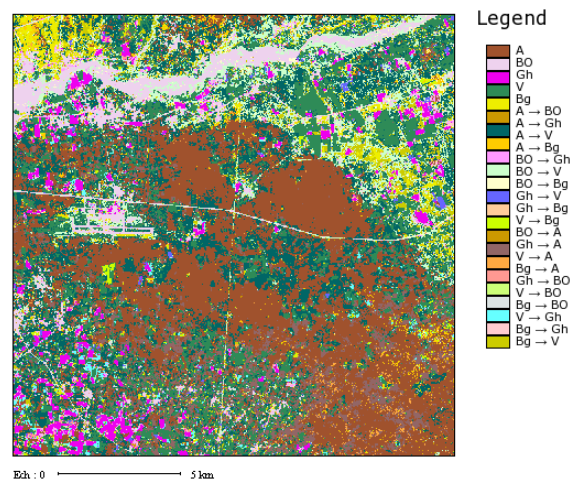 Legend
A
BO
Gh
V
Bg
A → BO
A → Gh
A → V
A → Bg
BO → Gh
BO → V
BO → Bg
Gh → V
Gh → Bg
V → Bg
BO → A
Gh → A
V → A
Bg → A
Gh → BO
V → BO
Bg → BO
V → Gh
Bg → Gh
Bg → V
Ech : 0 5 km